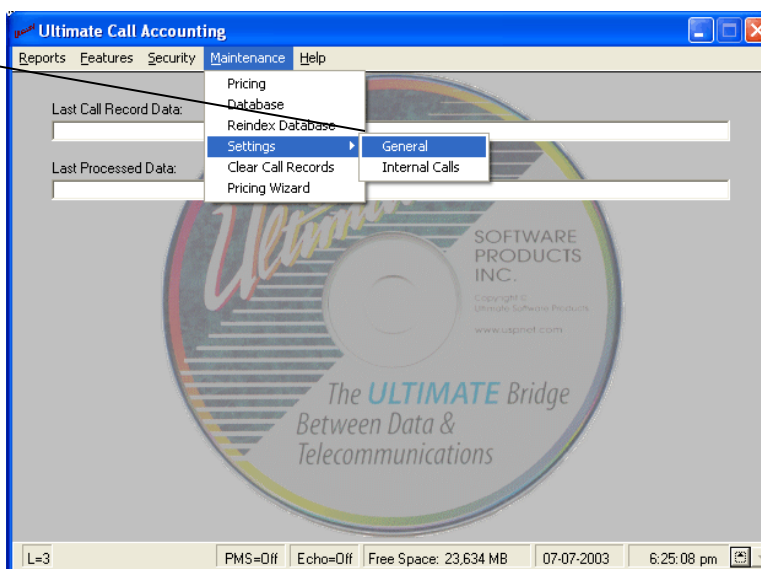 Ultimate Call Accounting
Reports Features Security Maintenance Help
Pricing
Last Call Record Data:
Database
Reindex Database
Settings
General
Last Processed Data:
Clear Call Records
Internal Calls
Pricing Wizard
Ultimate
SOFTWARE
PRODUCTS
INC.
Copyright ©
Ultimate Software Products
www.uspnet.com
The ULTIMATE Bridge
Between Data &
Telecommunications
L=3 PMS=Off Echo=Off Free Space: 23,634 MB 07-07-2003 6:25:08 pm